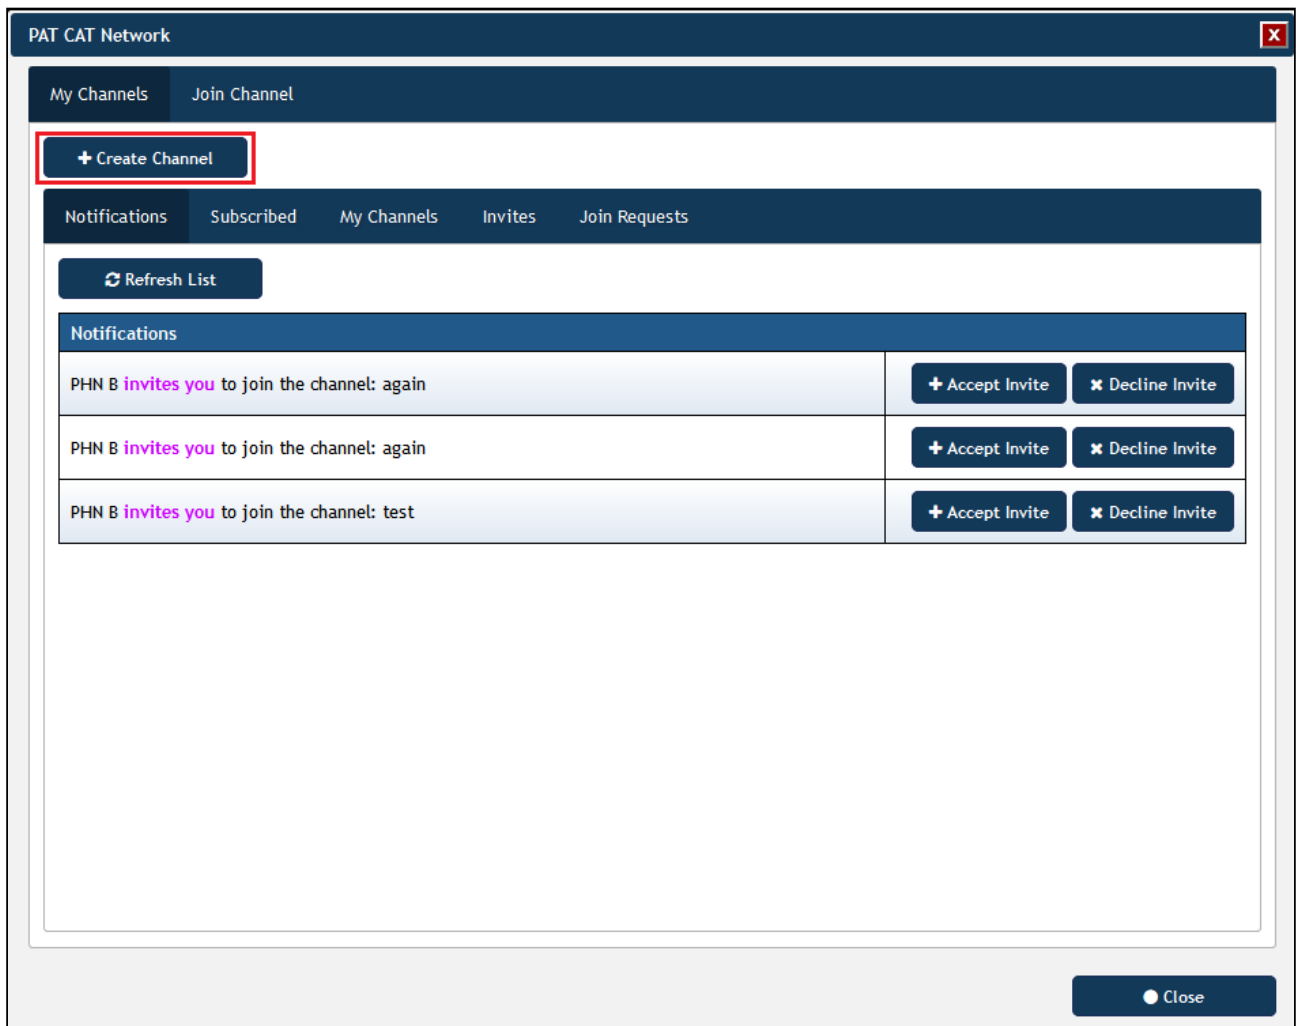 PAT CAT Network
X
My Channels Join Channel
Create Channel
Notifications Subscribed My Channels Invites Join Requests
Refresh List
Notifications
PHN B invites you to join the channel: again Accept Invite Decline Invite
PHN B invites you to join the channel: again Accept Invite Decline Invite
PHN B invites you to join the channel: test Accept Invite Decline Invite
Close